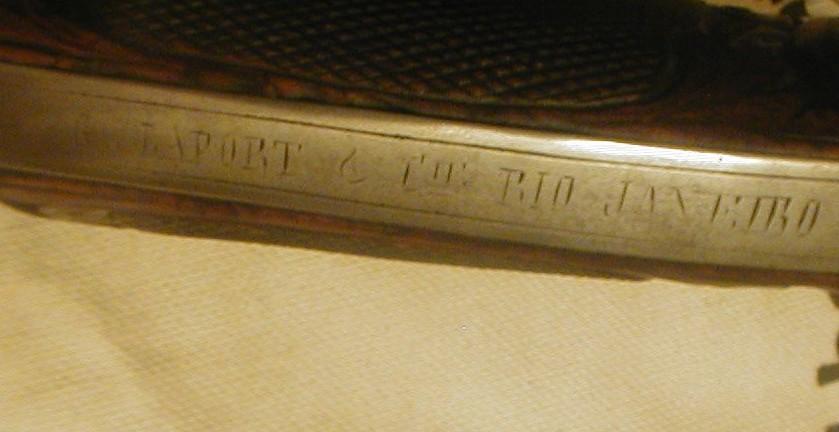 LAPORT & Cᴵᴱ RIO JANEIRO